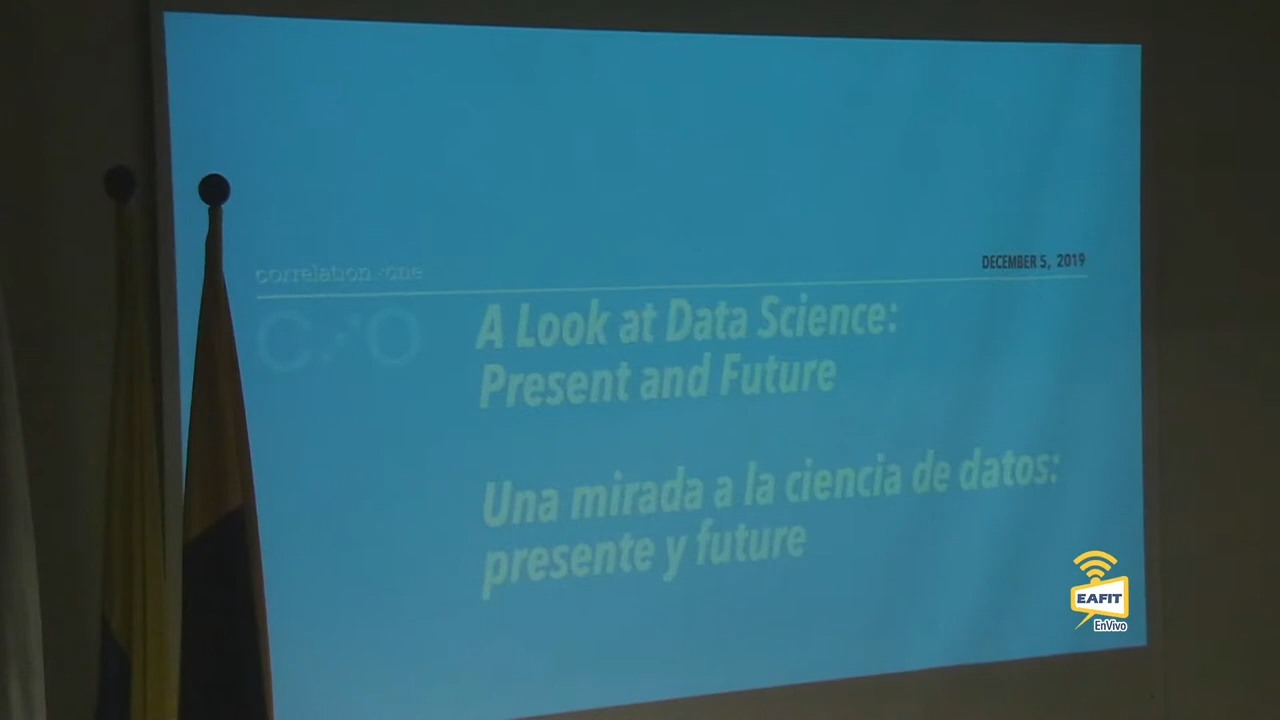 correlation one
DECEMBER 5, 2019
C O
A Look at Data Science:
Present and Future
Una mirada a la ciencia de datos:
presente y future
EAFIT
EnVivo